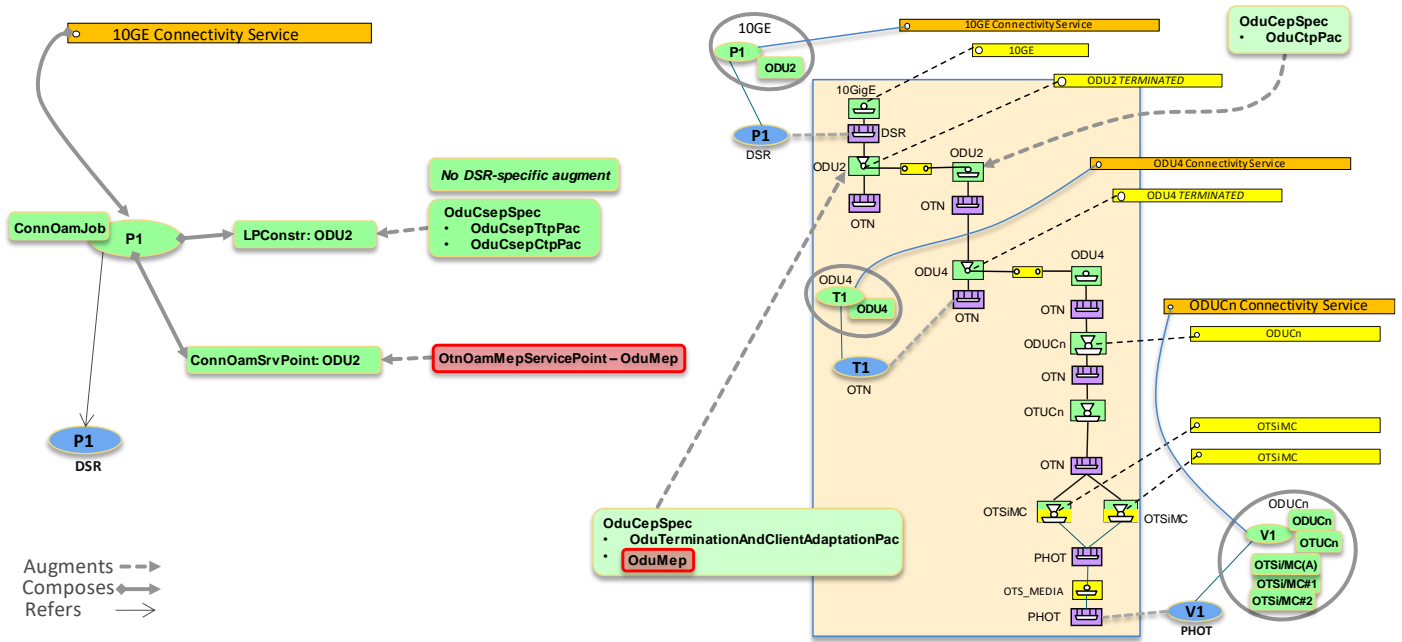 10GE Connectivity Service
No DSR-specific augment
ConnOamJob
P1
LPConstr: ODU2
OduCsepSpec
• OduCsepTtpPac
• OduCsepCtpPac
ConnOamSrvPoint: ODU2
OtnOamMepServicePoint – OduMep
P1
DSR
Augments
Composes
Refers
10GE
P1
ODU2
P1
DSR
10GE Connectivity Service
10GE
ODU2 TERMINATED
OduCepSpec
• OduCtpPac
10GigE
DSR
ODU2
OTN
ODU2
OTN
ODU4 Connectivity Service
ODU4 TERMINATED
ODU4
OTN
ODU4
T1
ODU4
T1
OTN
ODU4
OTN
ODUCn
OTN
OTUCn
OTN
OTSiMC
OTSiMC
PHOT
OTS_MEDIA
PHOT
ODUCn Connectivity Service
ODUCn
OTSiMC
OTSiMC
ODUCn
V1
ODUCn
OTUCn
OTSi/MC(A)
OTSi/MC#1
OTSi/MC#2
V1
PHOT
OduCepSpec
• OduTerminationAndClientAdaptationPac
• OduMep